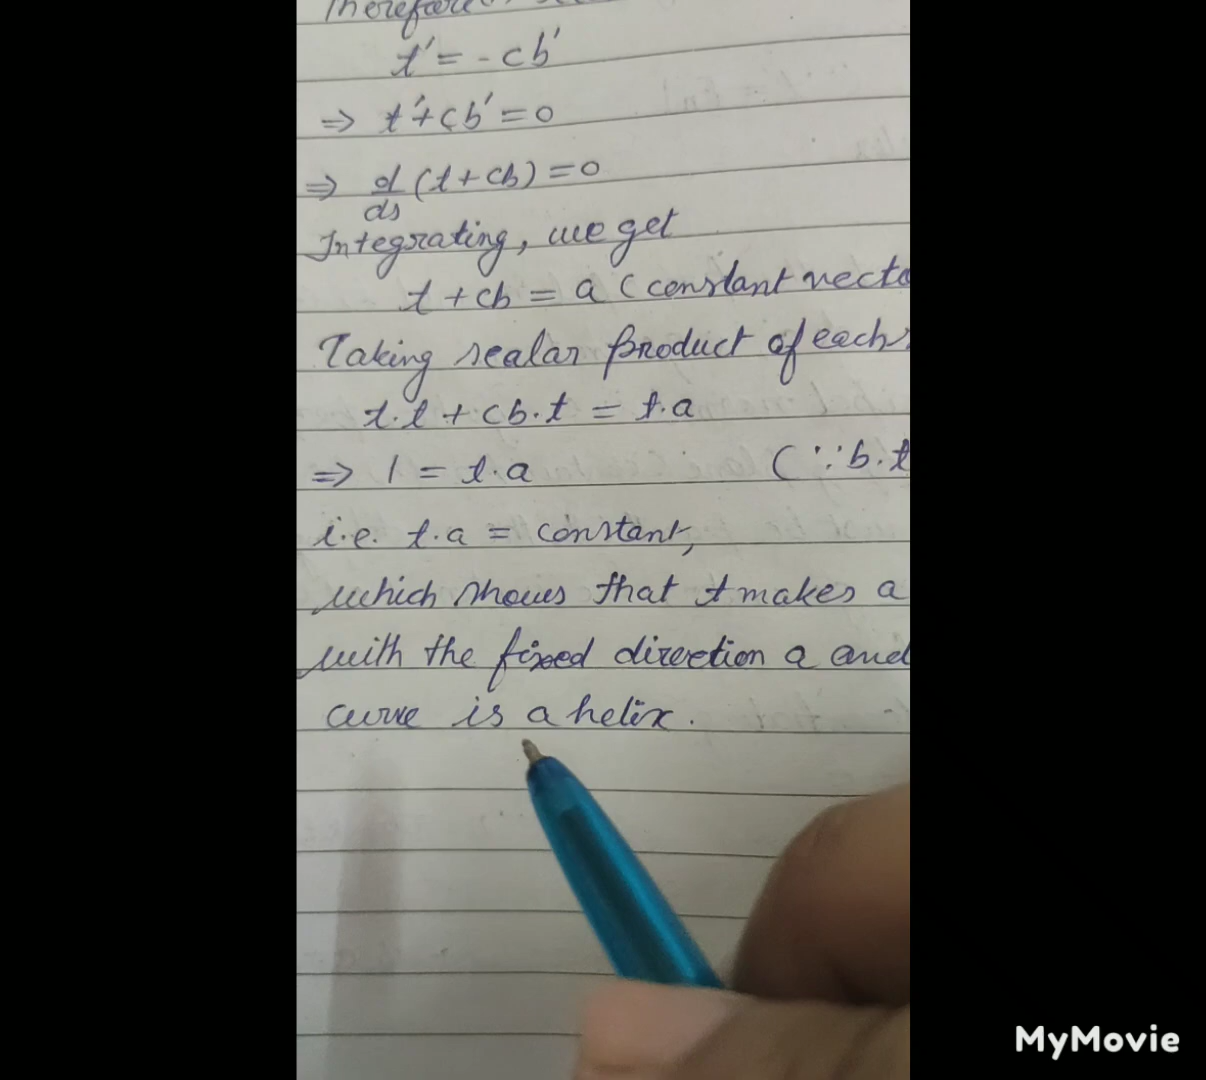 Therefore
t' = - cb'
⇒ t' + cb' = 0
⇒ d/ds (t + cb) = 0
Integrating, we get
t + cb = a (constant vecto
Taking scalar product of each
t.t + cb.t = t.a
⇒ 1 = t.a (∵ b.t
i.e. t.a = constant,
which shows that t makes a
with the fixed direction a and
curve is a helix.
MyMovie